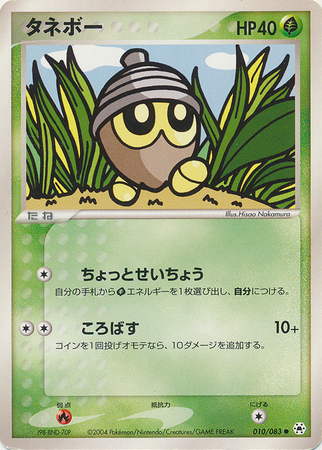 タネボー HP40
たね
Illus.Hisao Nakamura
ちょっとせいちょう
自分の手札からエネルギーを1枚選び出し、自分につける。
ころばす 10+
コインを1回投げオモテなら、10ダメージを追加する。
弱点 抵抗力 にげる
J98-BND-70P ©2004 Pokémon/Nintendo/Creatures/GAME FREAK 010/083